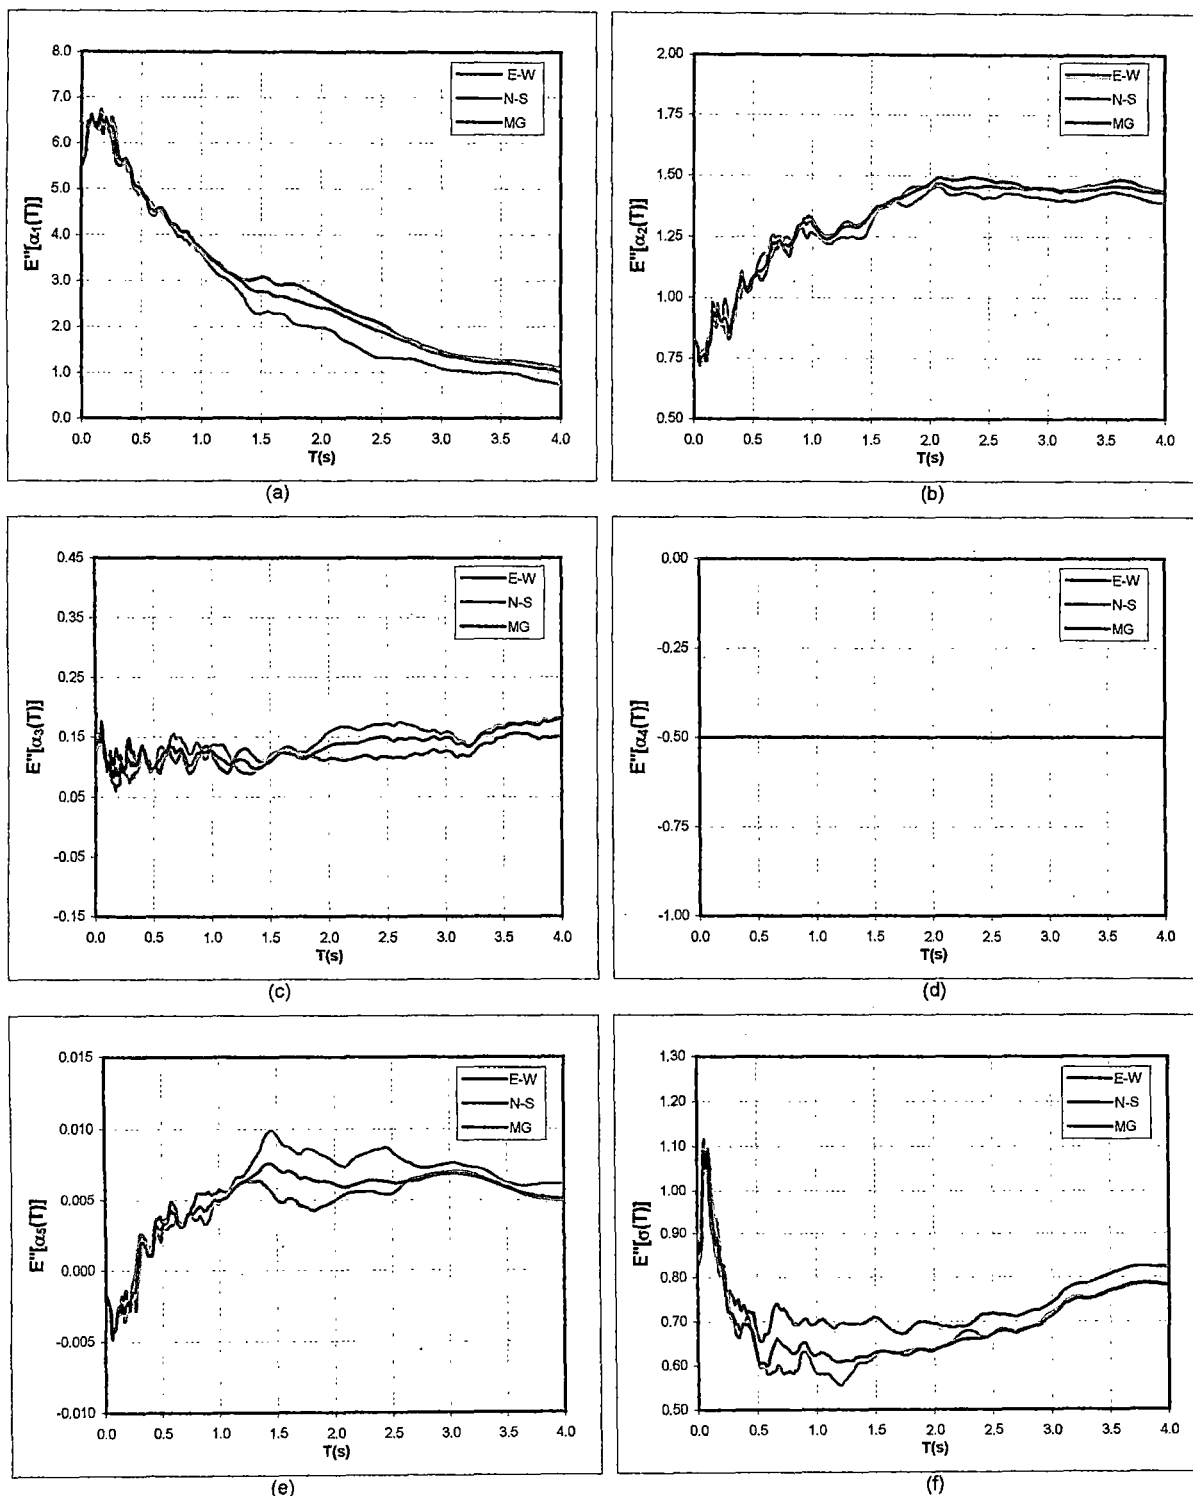 8.0
7.0
6.0
5.0
4.0
3.0
2.0
1.0
0.0
E"[α₁(T)]
E-W
N-S
MG
0.0 0.5 1.0 1.5 2.0 2.5 3.0 3.5 4.0
T(s)
(a)
2.00
1.75
1.50
1.25
1.00
0.75
0.50
E"[α₂(T)]
E-W
N-S
MG
0.0 0.5 1.0 1.5 2.0 2.5 3.0 3.5 4.0
T(s)
(b)
0.45
0.35
0.25
0.15
0.05
-0.05
-0.15
E"[α₃(T)]
E-W
N-S
MG
0.0 0.5 1.0 1.5 2.0 2.5 3.0 3.5 4.0
T(s)
(c)
0.00
-0.25
-0.50
-0.75
-1.00
E"[α₄(T)]
E-W
N-S
MG
0.0 0.5 1.0 1.5 2.0 2.5 3.0 3.5 4.0
T(s)
(d)
0.015
0.010
0.005
0.000
-0.005
-0.010
E"[α₅(T)]
E-W
N-S
MG
0.0 0.5 1.0 1.5 2.0 2.5 3.0 3.5 4.0
T(s)
(e)
1.30
1.20
1.10
1.00
0.90
0.80
0.70
0.60
0.50
E"[σ(T)]
E-W
N-S
MG
0.0 0.5 1.0 1.5 2.0 2.5 3.0 3.5 4.0
T(s)
(f)